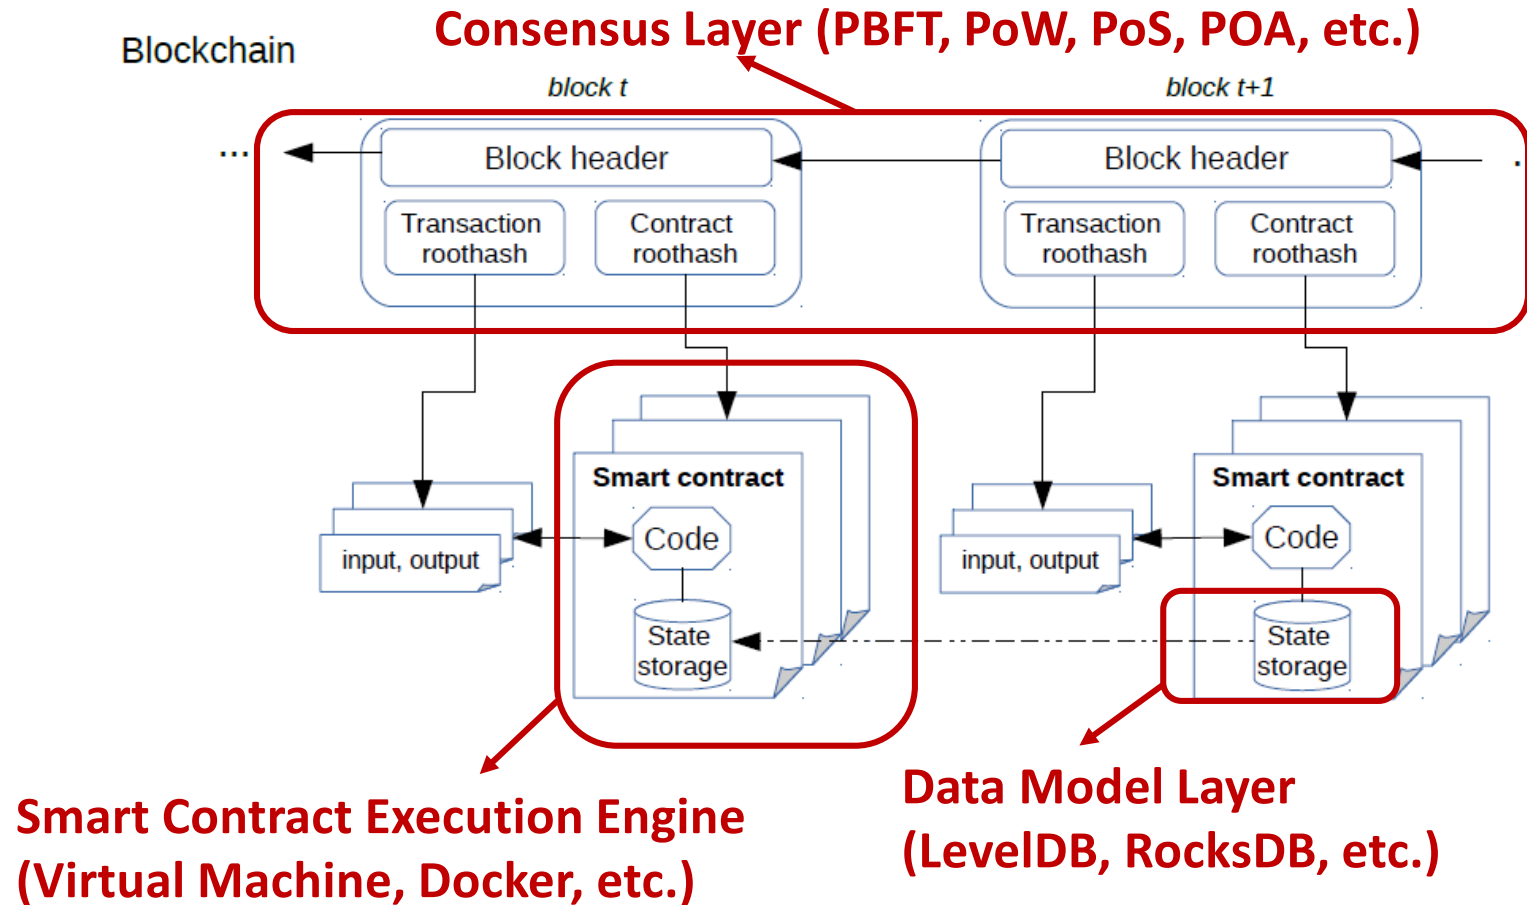 Consensus Layer (PBFT, PoW, PoS, POA, etc.)
Blockchain
block t
block t+1
...
Block header
Block header
.
Transaction
roothash
Contract
roothash
Transaction
roothash
Contract
roothash
Smart contract
Code
input, output
State
storage
Smart contract
Code
input, output
State
storage
Smart Contract Execution Engine
(Virtual Machine, Docker, etc.)
Data Model Layer
(LevelDB, RocksDB, etc.)